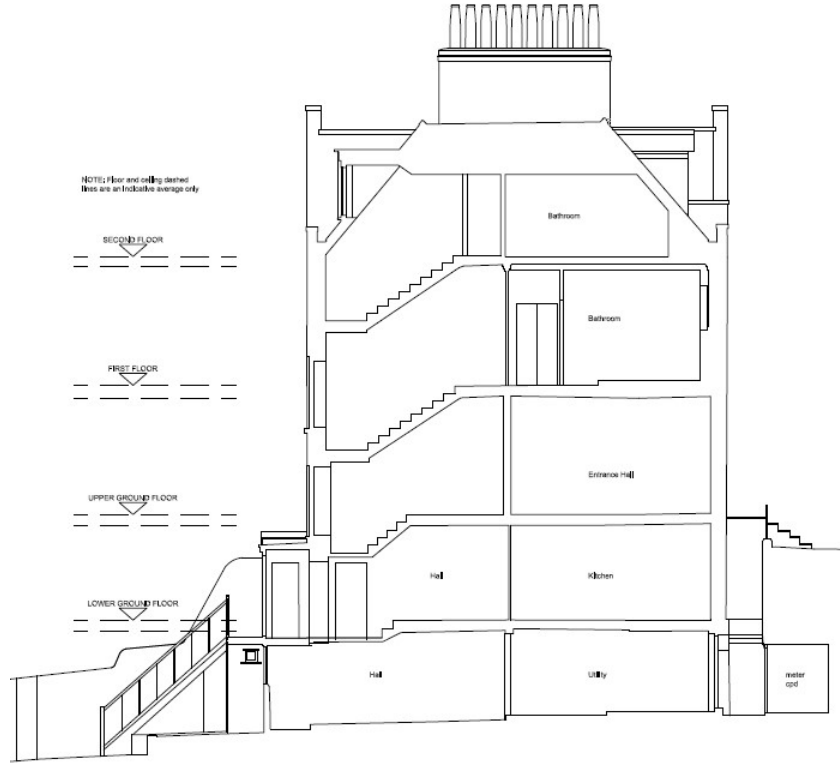 NOTE; Floor and ceiling dashed
lines are an indicative average only
Bathroom
SECOND FLOOR
Bathroom
FIRST FLOOR
Entrance Hall
UPPER GROUND FLOOR
Hall
Kitchen
LOWER GROUND FLOOR
Hall
Utility
meter
cpd